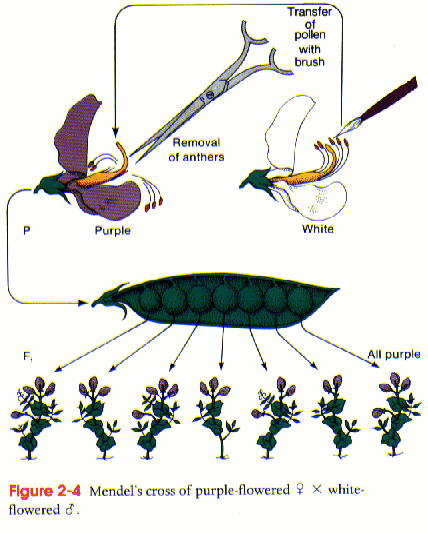 Transfer
of
pollen
with
brush
Removal
of anthers
P
Purple
White
F₁
All purple
Figure 2-4 Mendel's cross of purple-flowered ♀ × white-
flowered ♂.